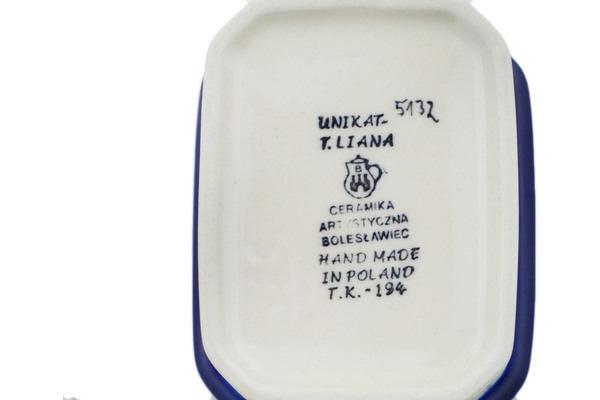 UNIKAT- 5132
T. LIANA
B
CERAMIKA
ARTYSTYCZNA
BOLESŁAWIEC
HAND MADE
IN POLAND
T.K.-194